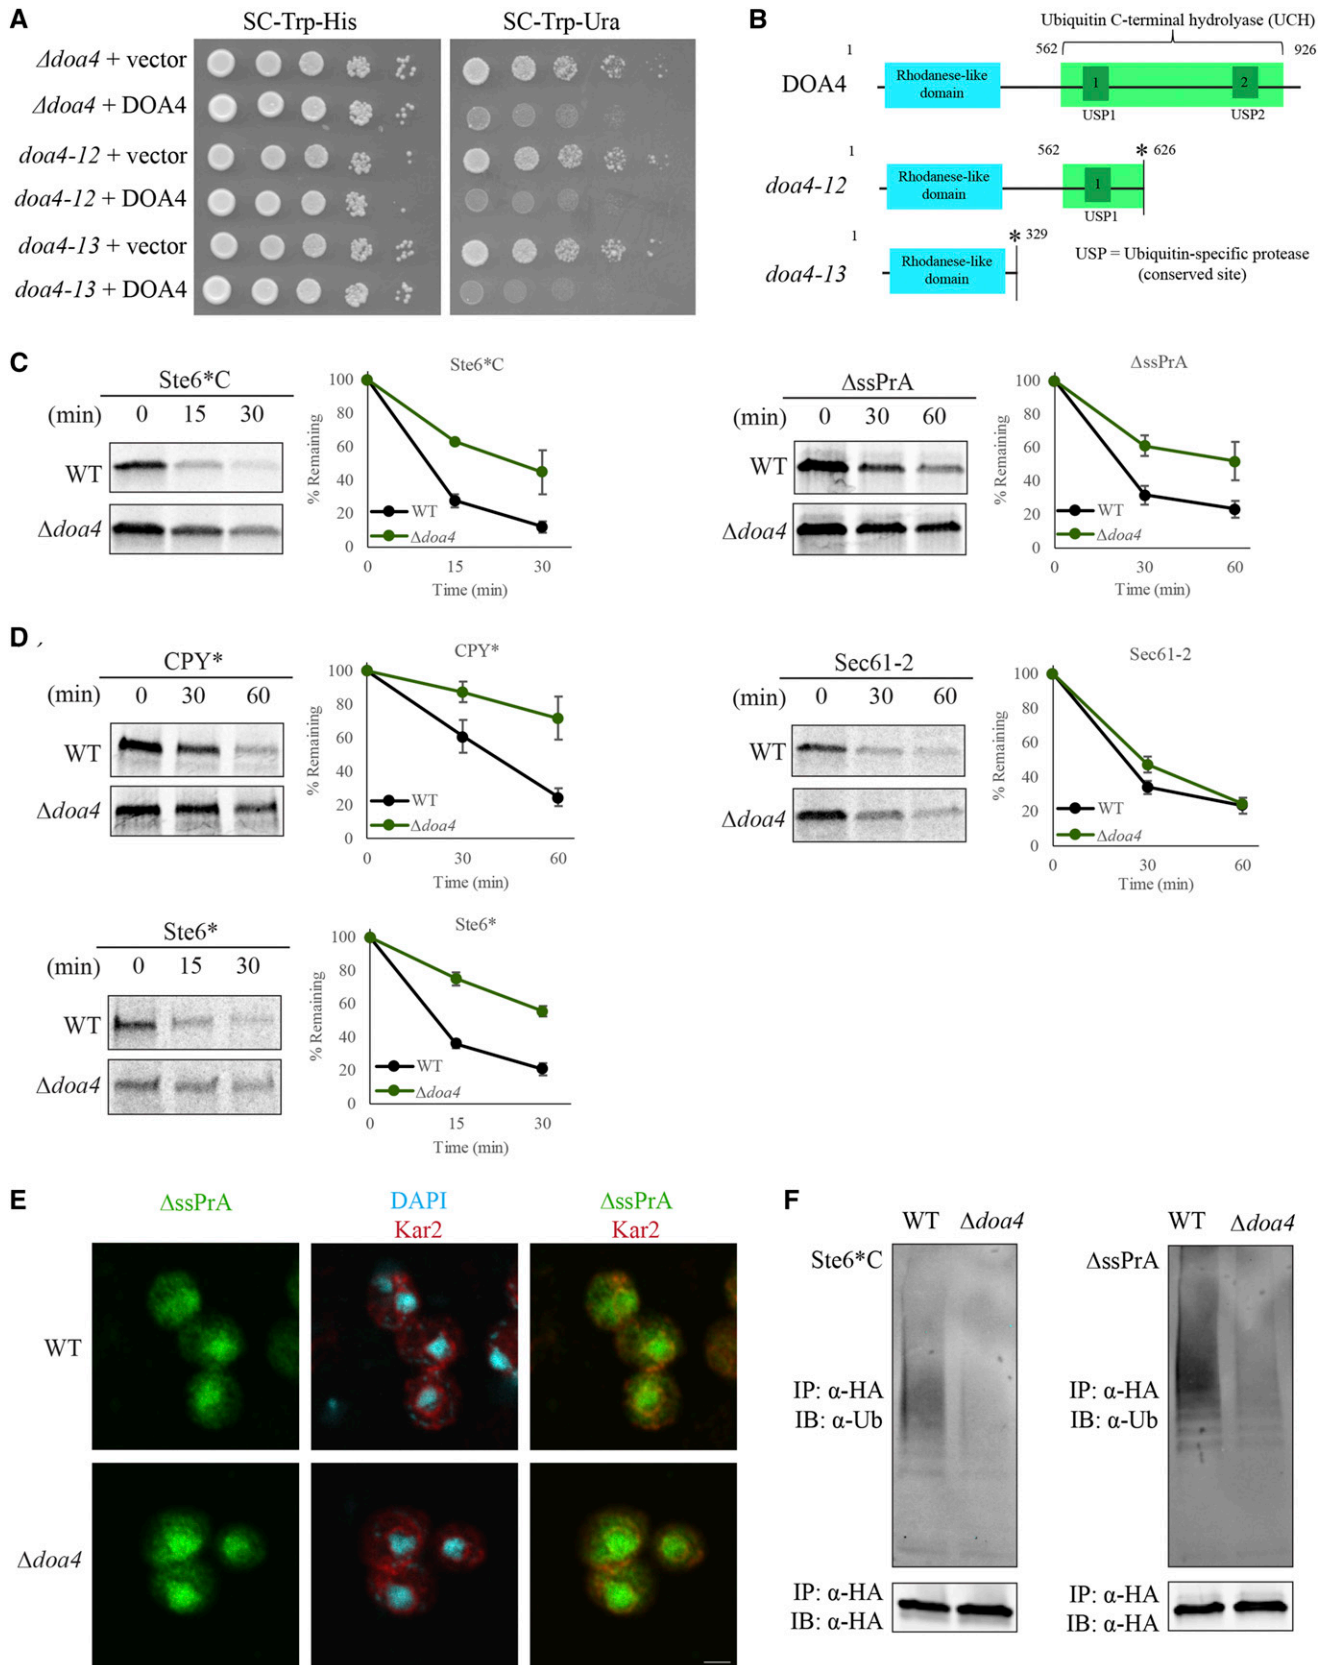 A
SC-Trp-His
SC-Trp-Ura
Δdoa4 + vector
Δdoa4 + DOA4
doa4-12 + vector
doa4-12 + DOA4
doa4-13 + vector
doa4-13 + DOA4
B
Ubiquitin C-terminal hydrolyase (UCH)
1
562
926
DOA4
Rhodanese-like
domain
1
2
USP1
USP2
1
562
* 626
doa4-12
Rhodanese-like
domain
1
USP1
1
* 329
doa4-13
Rhodanese-like
domain
USP = Ubiquitin-specific protease
(conserved site)
C
Ste6*C
(min) 0 15 30
WT
Δdoa4
Ste6*C
% Remaining
100
80
60
40
20
0
WT
Δdoa4
0 15 30
Time (min)
ΔssPrA
(min) 0 30 60
WT
Δdoa4
ΔssPrA
% Remaining
100
80
60
40
20
0
WT
Δdoa4
0 30 60
Time (min)
D
CPY*
(min) 0 30 60
WT
Δdoa4
CPY*
% Remaining
100
80
60
40
20
0
WT
Δdoa4
0 30 60
Time (min)
Sec61-2
(min) 0 30 60
WT
Δdoa4
Sec61-2
% Remaining
100
80
60
40
20
0
WT
Δdoa4
0 30 60
Time (min)
Ste6*
(min) 0 15 30
WT
Δdoa4
Ste6*
% Remaining
100
80
60
40
20
0
WT
Δdoa4
0 15 30
Time (min)
E
ΔssPrA
DAPI
Kar2
ΔssPrA
Kar2
WT
Δdoa4
F
WT Δdoa4
Ste6*C
IP: α-HA
IB: α-Ub
IP: α-HA
IB: α-HA
WT Δdoa4
ΔssPrA
IP: α-HA
IB: α-Ub
IP: α-HA
IB: α-HA